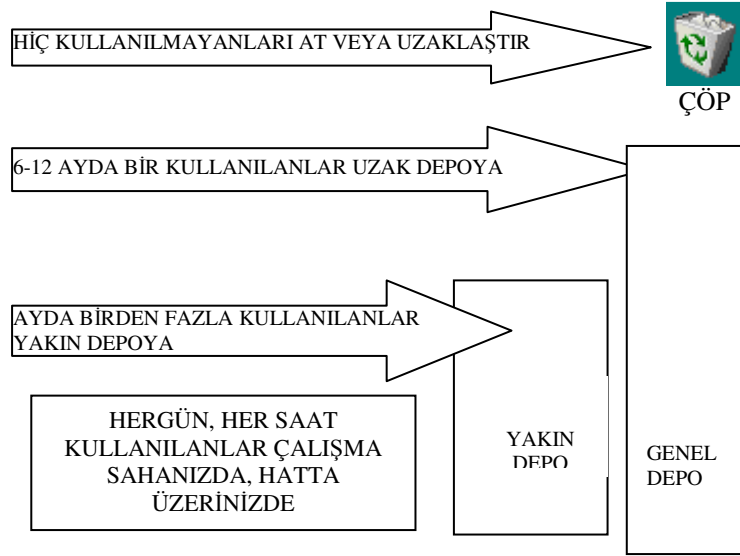 HİÇ KULLANILMAYANLARI AT VEYA UZAKLAŞTIR
ÇÖP
6-12 AYDA BİR KULLANILANLAR UZAK DEPOYA
AYDA BİRDEN FAZLA KULLANILANLAR
YAKIN DEPOYA
HERGÜN, HER SAAT
KULLANILANLAR ÇALIŞMA
SAHANIZDA, HATTA
ÜZERİNİZDE
YAKIN
DEPO
GENEL
DEPO